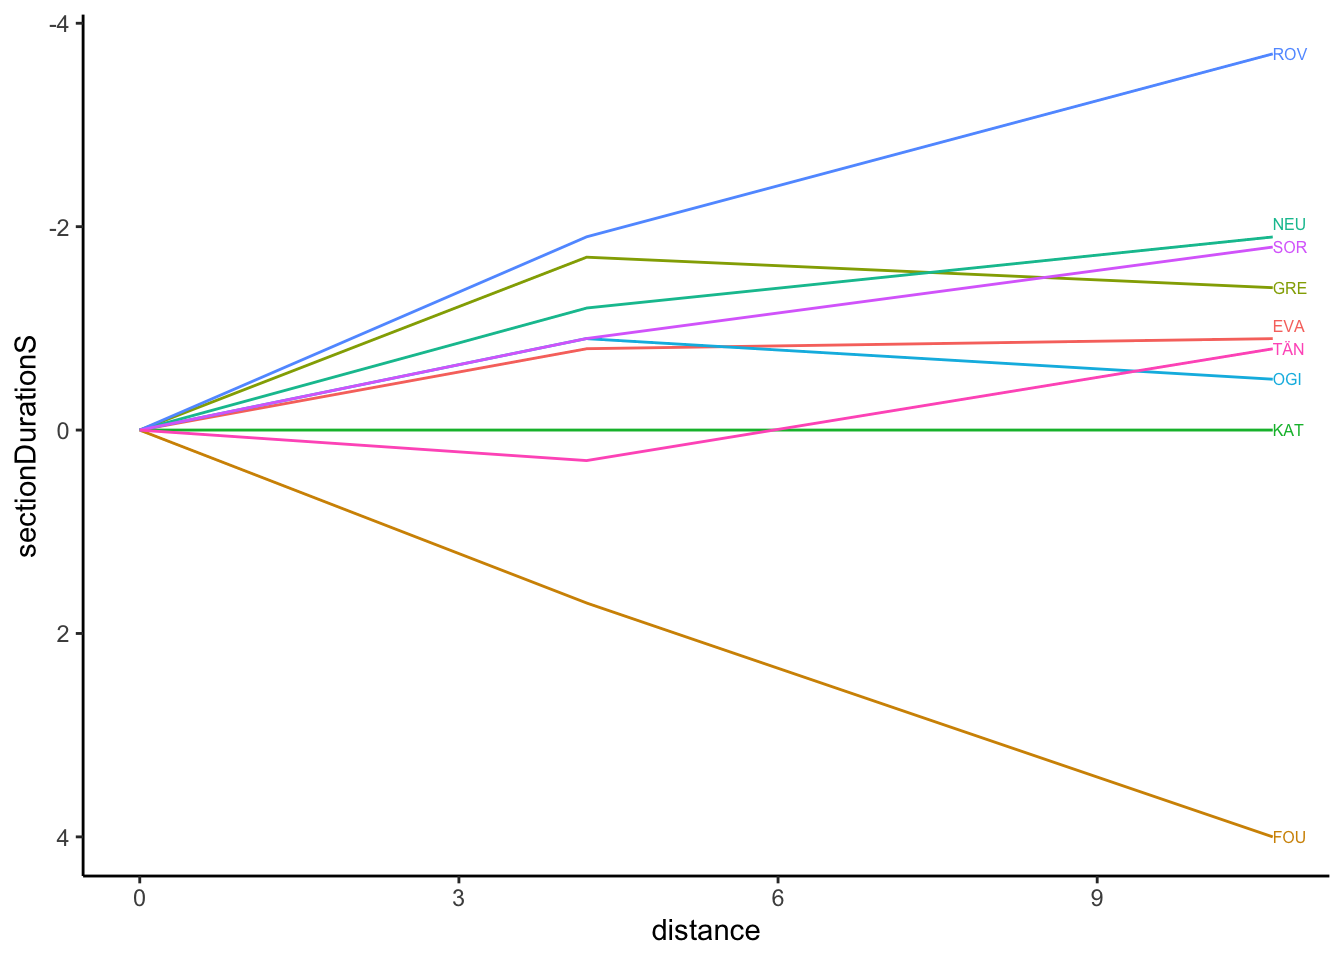 -4
ROV
-2
NEU
SOR
GRE
EVA
TÄN
OGI
0
KAT
sectionDurationS
2
4
FOU
0
3
6
9
distance